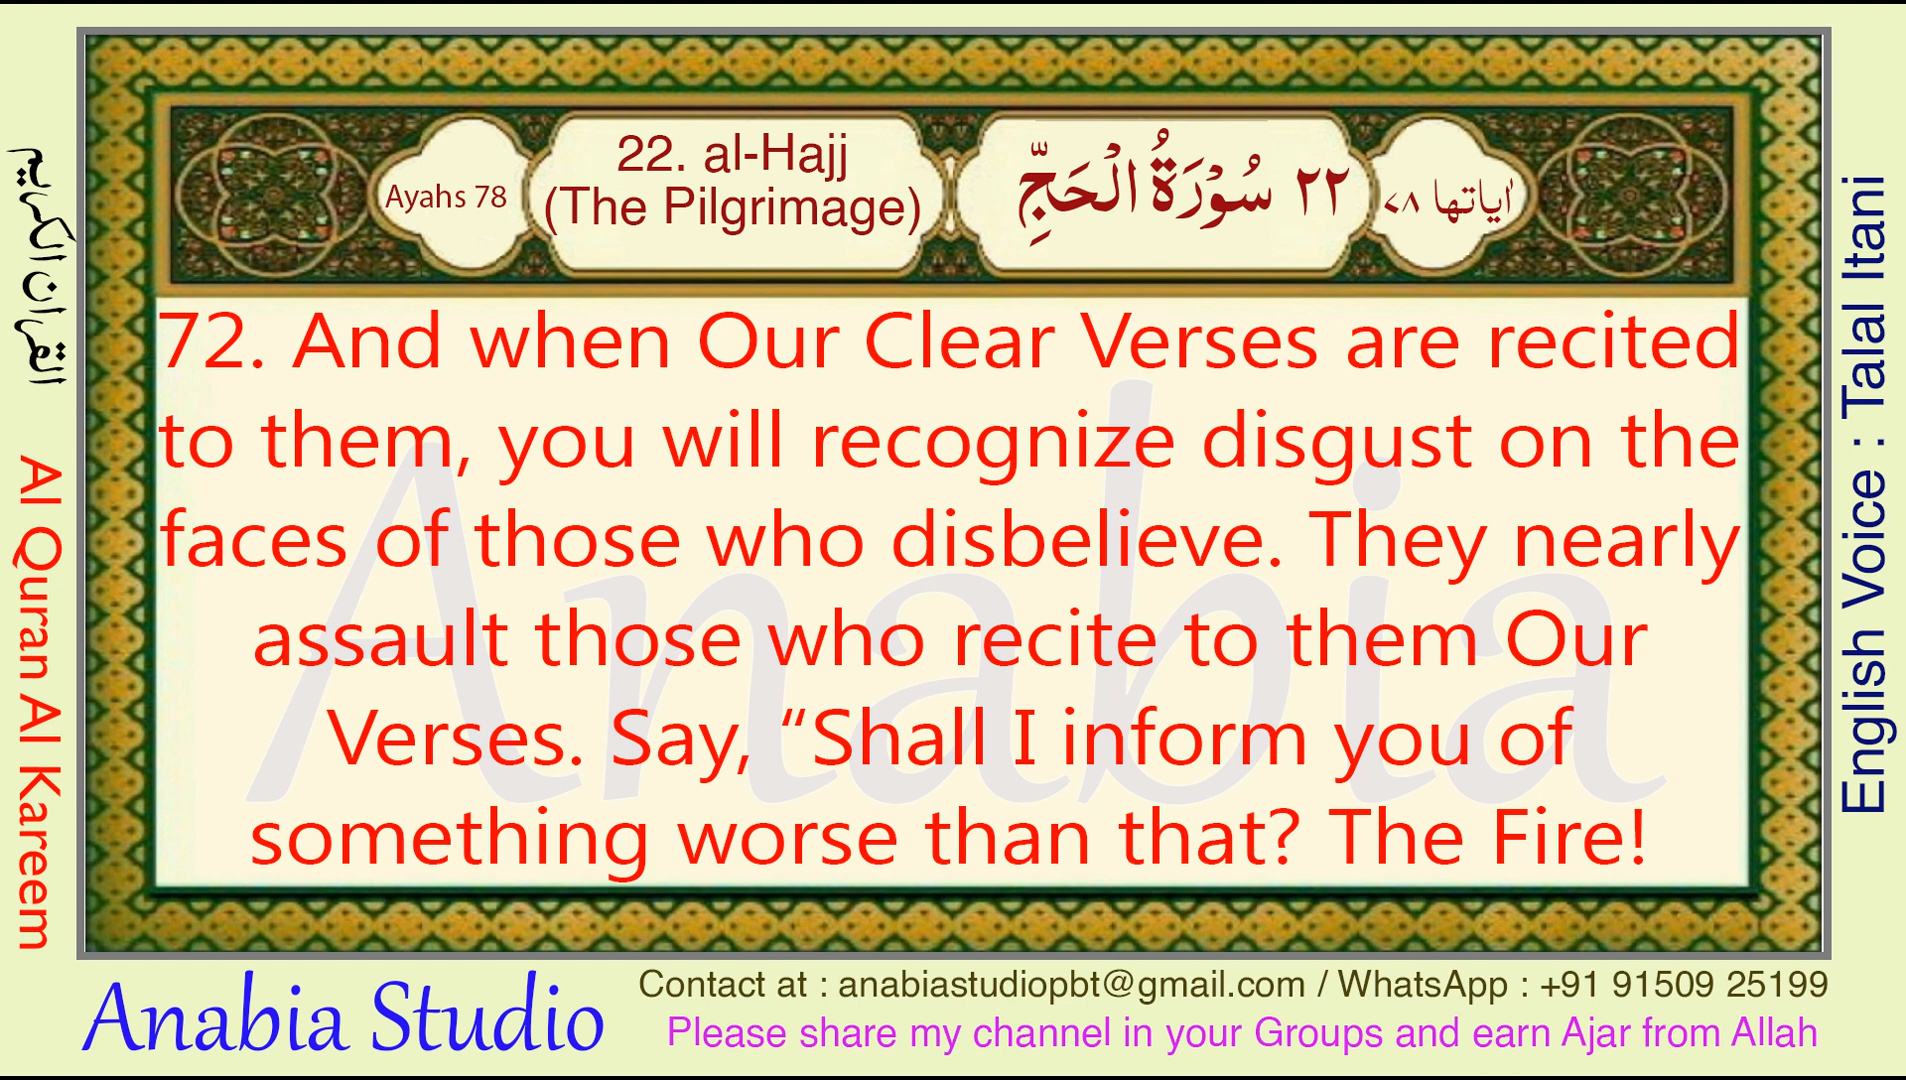 Ayahs 78
22. al-Hajj
(The Pilgrimage)
٢٢ سُوْرَةُ الْحَجِّ
اٰیاتها ۷۸
72. And when Our Clear Verses are recited
to them, you will recognize disgust on the
faces of those who disbelieve. They nearly
assault those who recite to them Our
Verses. Say, “Shall I inform you of
something worse than that? The Fire!
Anabia
القران الكريم
Al Quran Al Kareem
English Voice : Talal Itani
Anabia Studio
Contact at : anabiastudiopbt@gmail.com / WhatsApp : +91 91509 25199
Please share my channel in your Groups and earn Ajar from Allah